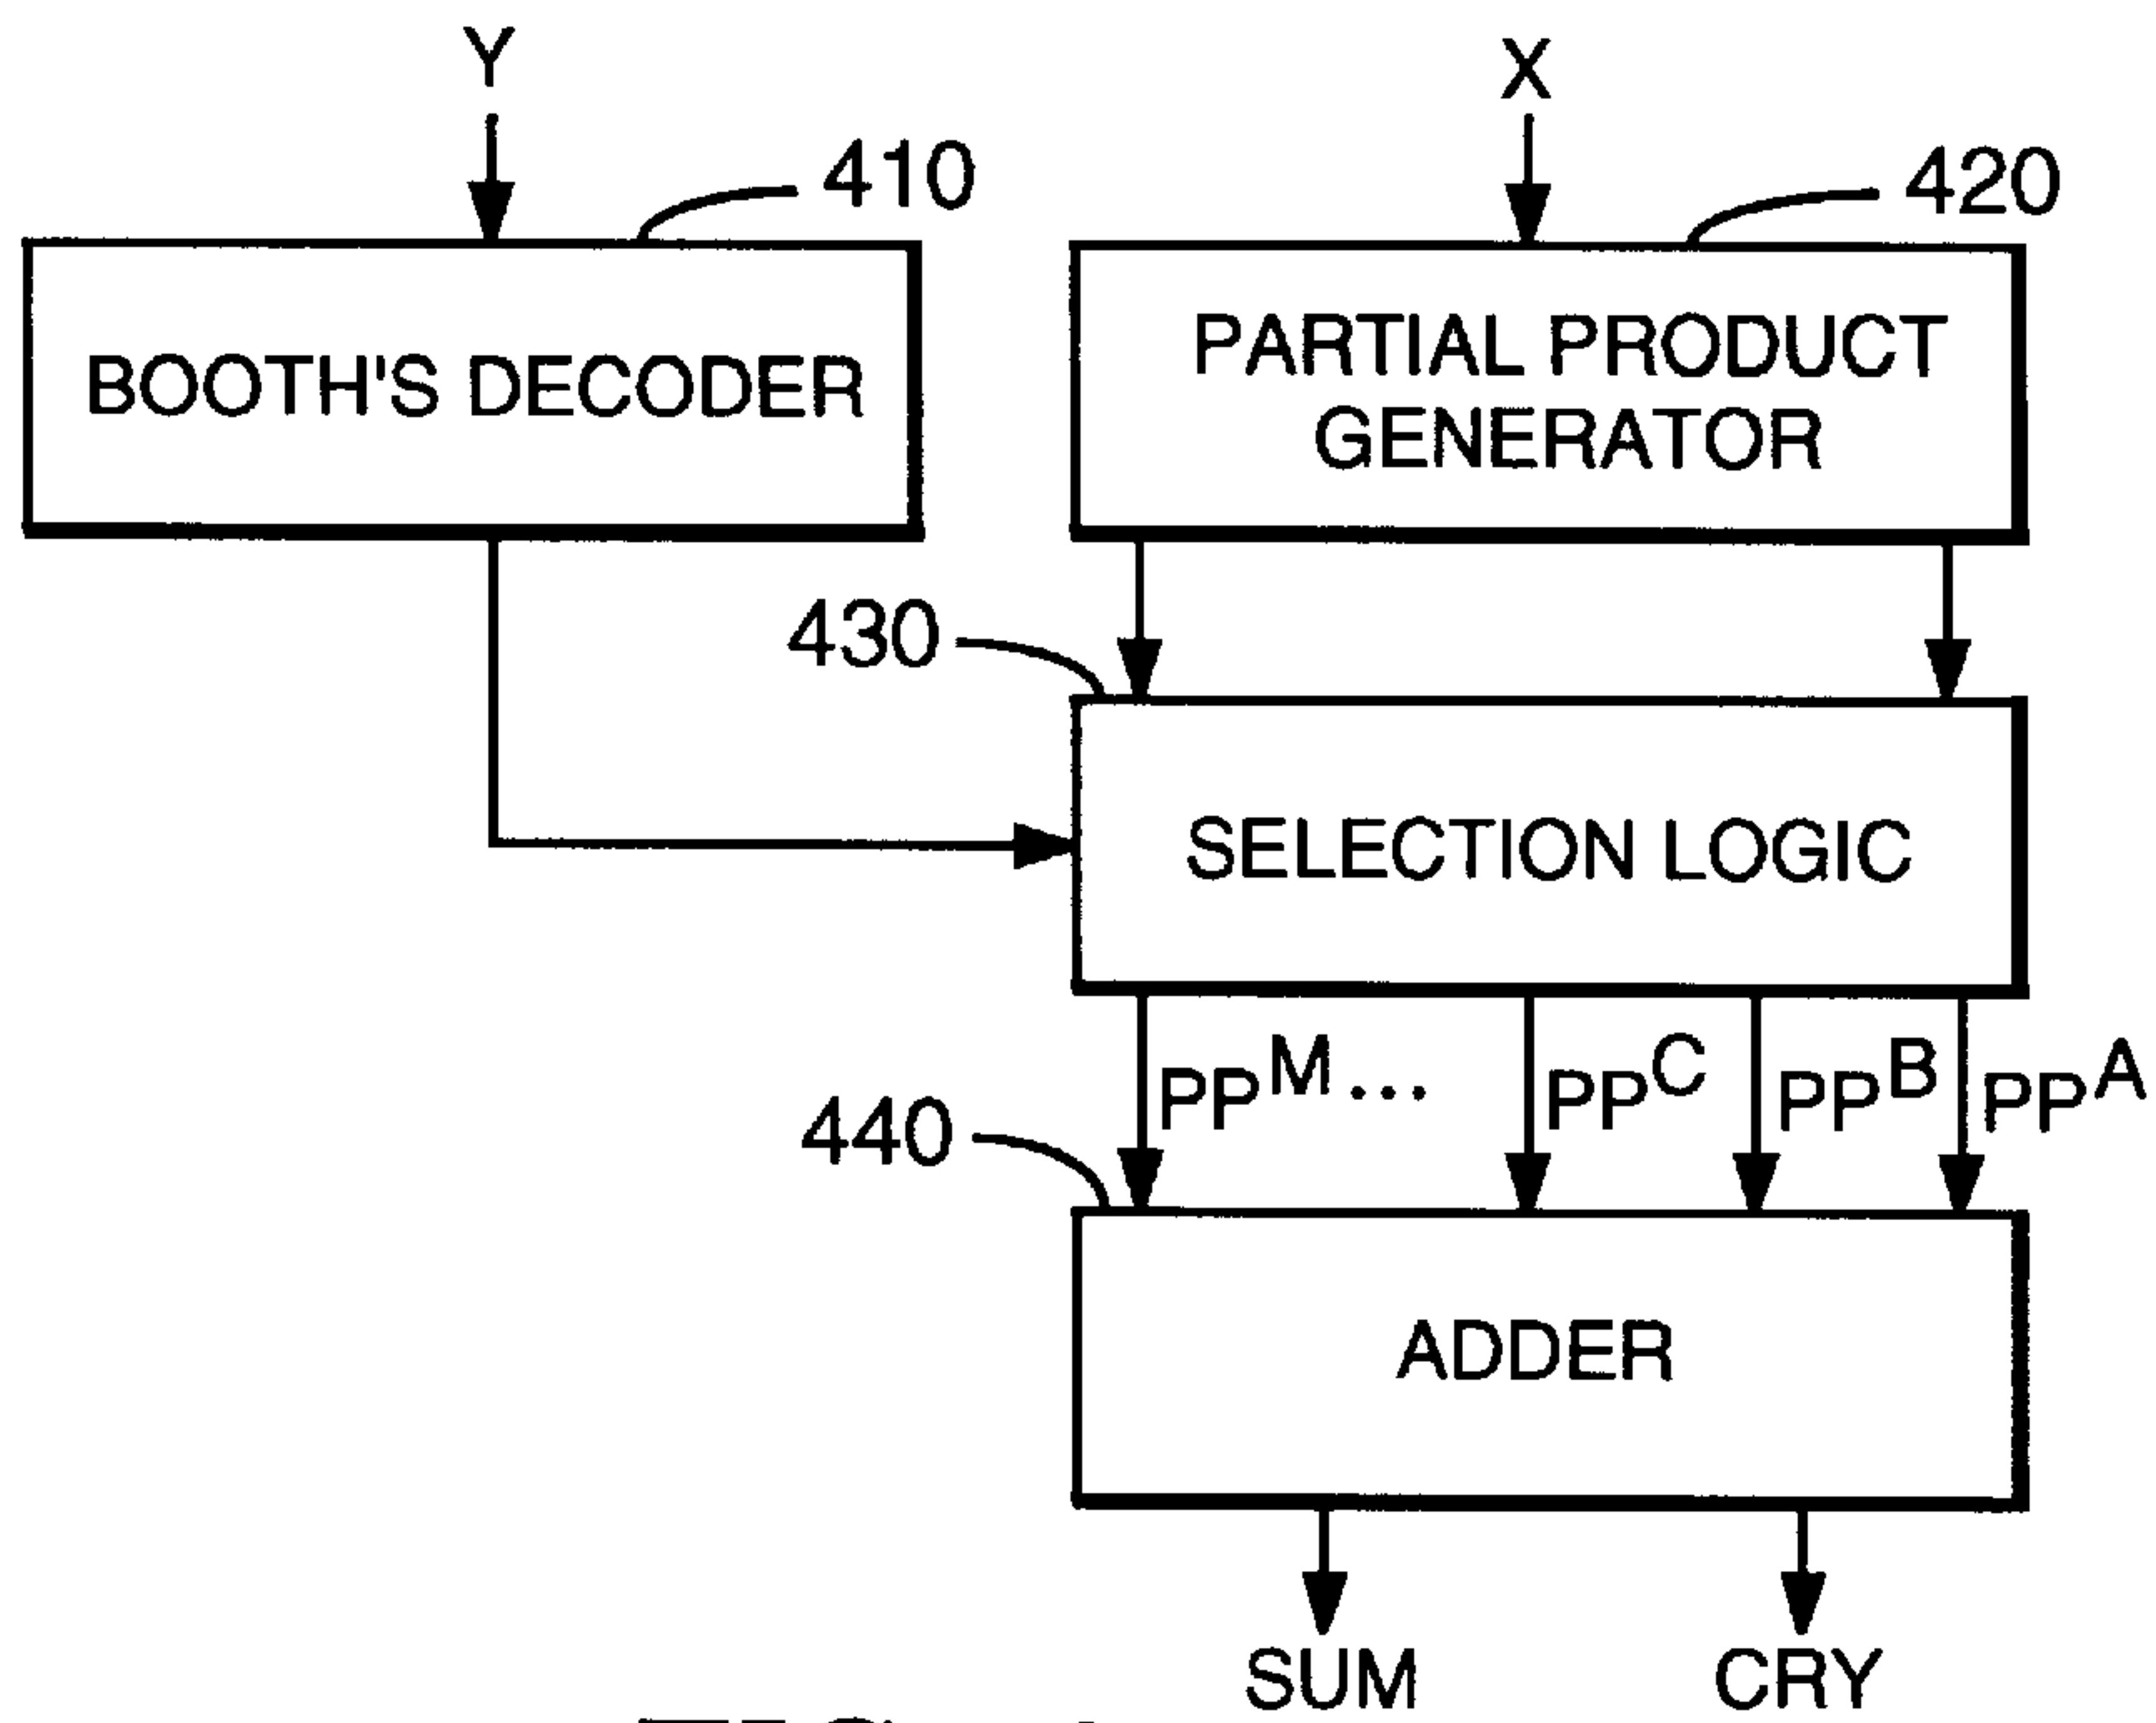 Y
X
410
420
BOOTH'S DECODER
PARTIAL PRODUCT
GENERATOR
430
SELECTION LOGIC
PP^M... PP^C PP^B PP^A
440
ADDER
SUM
CRY